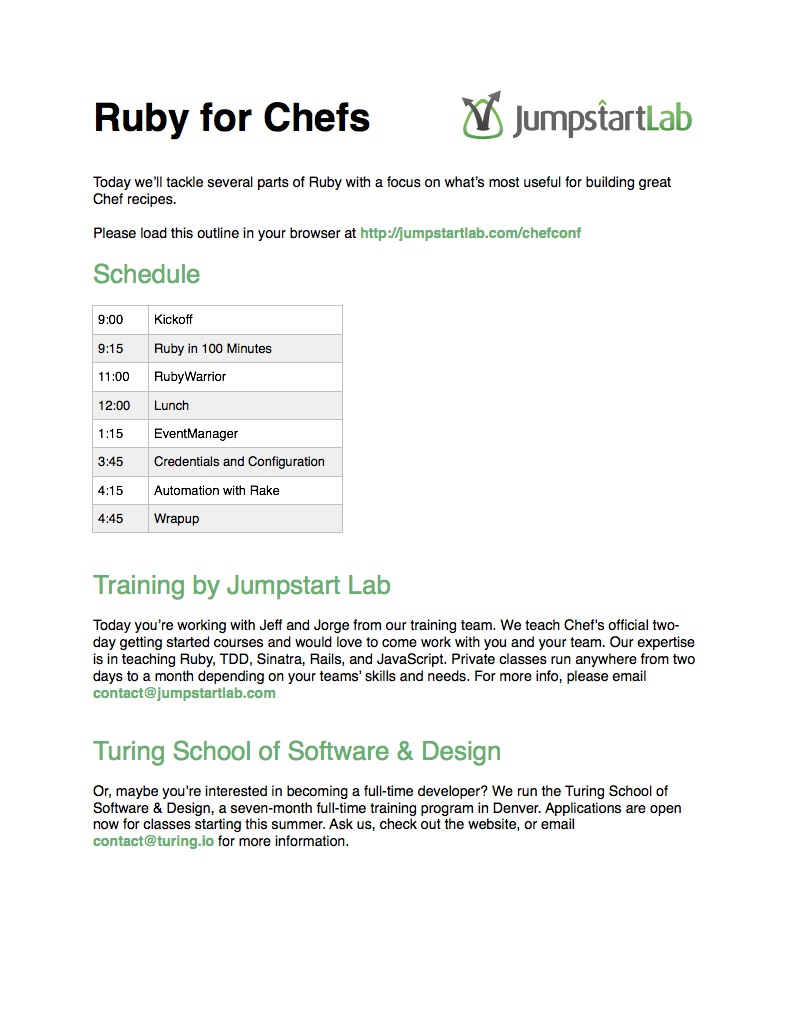 Ruby for Chefs
JumpstartLab
Today we’ll tackle several parts of Ruby with a focus on what’s most useful for building great
Chef recipes.
Please load this outline in your browser at http://jumpstartlab.com/chefconf
Schedule
9:00 Kickoff
9:15 Ruby in 100 Minutes
11:00 RubyWarrior
12:00 Lunch
1:15 EventManager
3:45 Credentials and Configuration
4:15 Automation with Rake
4:45 Wrapup
Training by Jumpstart Lab
Today you’re working with Jeff and Jorge from our training team. We teach Chef’s official two-
day getting started courses and would love to come work with you and your team. Our expertise
is in teaching Ruby, TDD, Sinatra, Rails, and JavaScript. Private classes run anywhere from two
days to a month depending on your teams’ skills and needs. For more info, please email
contact@jumpstartlab.com
Turing School of Software & Design
Or, maybe you’re interested in becoming a full-time developer? We run the Turing School of
Software & Design, a seven-month full-time training program in Denver. Applications are open
now for classes starting this summer. Ask us, check out the website, or email
contact@turing.io for more information.